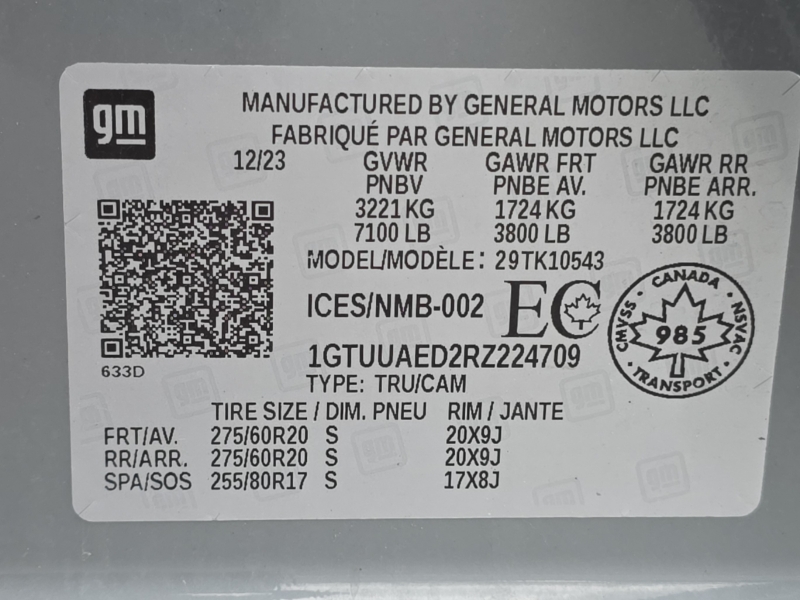 gm
MANUFACTURED BY GENERAL MOTORS LLC
FABRIQUÉ PAR GENERAL MOTORS LLC
12/23 GVWR GAWR FRT GAWR RR
PNBV PNBE AV. PNBE ARR.
3221 KG 1724 KG 1724 KG
7100 LB 3800 LB 3800 LB
MODEL/MODÈLE: 29TK10543
ICES/NMB-002 EC
CANADA
CMVSS 985 NSVAC
TRANSPORT
1GTUUAED2RZ224709
633D
TYPE: TRU/CAM
TIRE SIZE / DIM. PNEU RIM / JANTE
FRT/AV. 275/60R20 S 20X9J
RR/ARR. 275/60R20 S 20X9J
SPA/SOS 255/80R17 S 17X8J